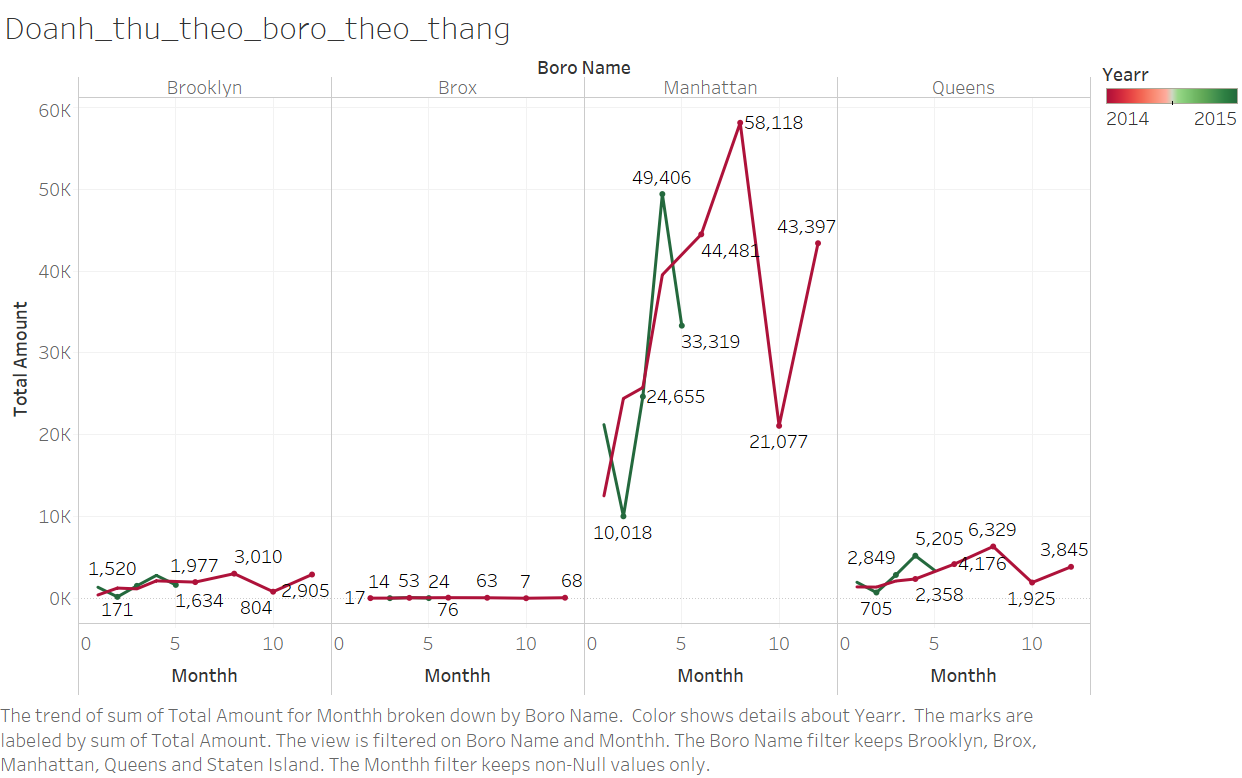 Doanh_thu_theo_boro_theo_thang
Boro Name
Brooklyn Brox Manhattan Queens
Yearr
2014 2015
60K
50K
40K
30K
20K
10K
0K
Total Amount
1,520
171
1,977
1,634
3,010
804
2,905
17
14
53
24
76
63
7
68
10,018
24,655
49,406
33,319
44,481
58,118
21,077
43,397
2,849
705
5,205
2,358
4,176
6,329
1,925
3,845
0 5 10 0 5 10 0 5 10 0 5 10
Monthh Monthh Monthh Monthh
The trend of sum of Total Amount for Monthh broken down by Boro Name. Color shows details about Yearr. The marks are
labeled by sum of Total Amount. The view is filtered on Boro Name and Monthh. The Boro Name filter keeps Brooklyn, Brox,
Manhattan, Queens and Staten Island. The Monthh filter keeps non-Null values only.